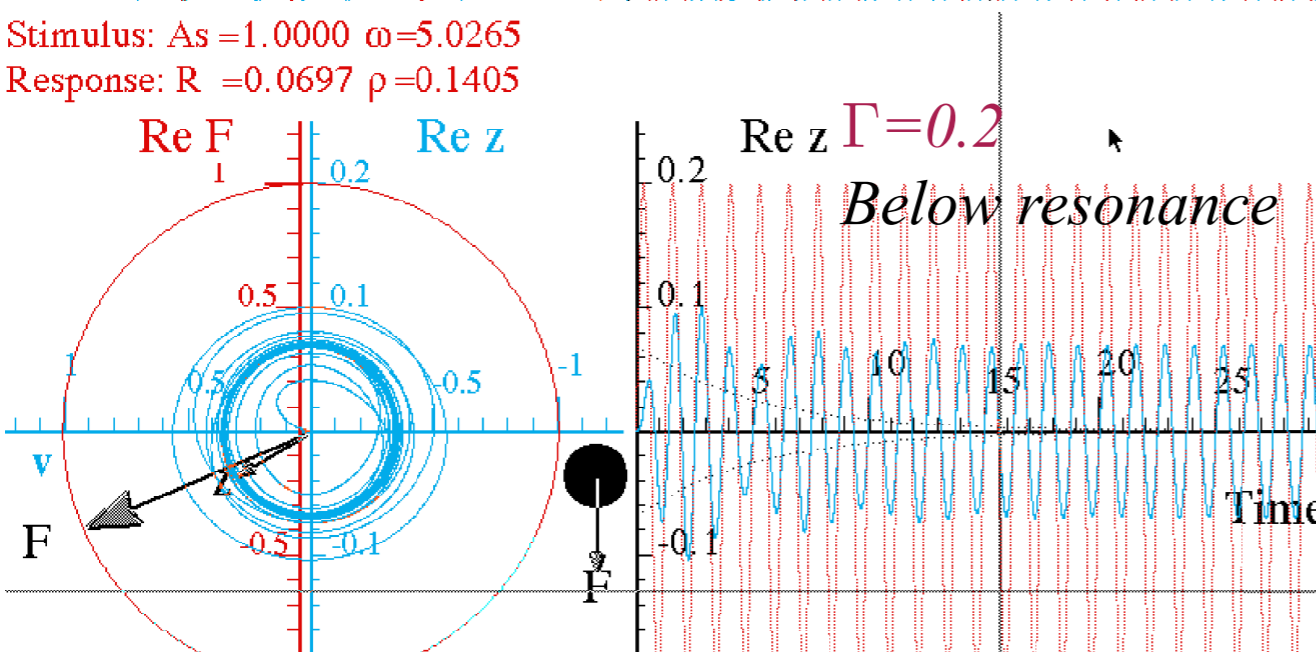 Stimulus: As =1.0000 ω=5.0265
Response: R =0.0697 ρ=0.1405
Re F
Re z
1
0.2
0.5
0.1
1
0.5
-0.5
-1
v
z
F
-0.5
-0.1
F
Re z
Γ=0.2
Below resonance
0.2
0.1
5
10
15
20
25
-0.1
Time